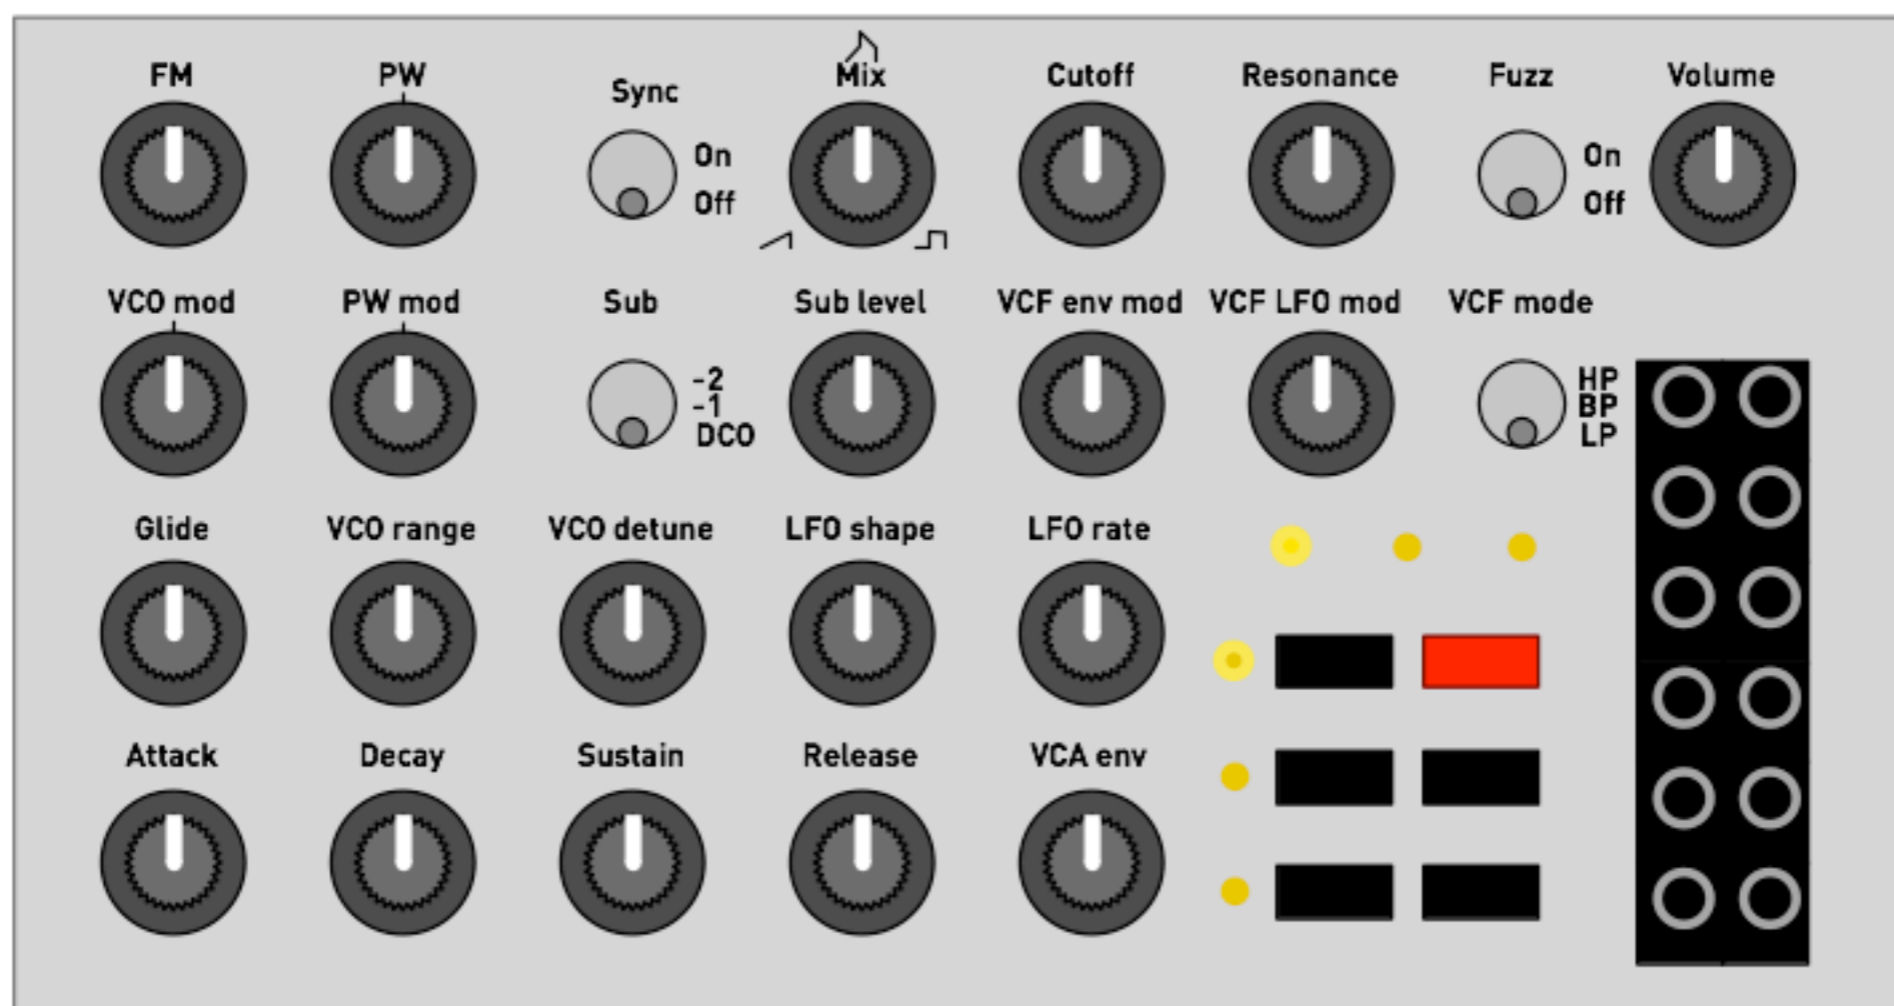 FM PW Sync Mix Cutoff Resonance Fuzz Volume
On On
Off Off
VCO mod PW mod Sub Sub level VCF env mod VCF LFO mod VCF mode
-2 HP
-1 BP
DCO LP
Glide VCO range VCO detune LFO shape LFO rate
Attack Decay Sustain Release VCA env